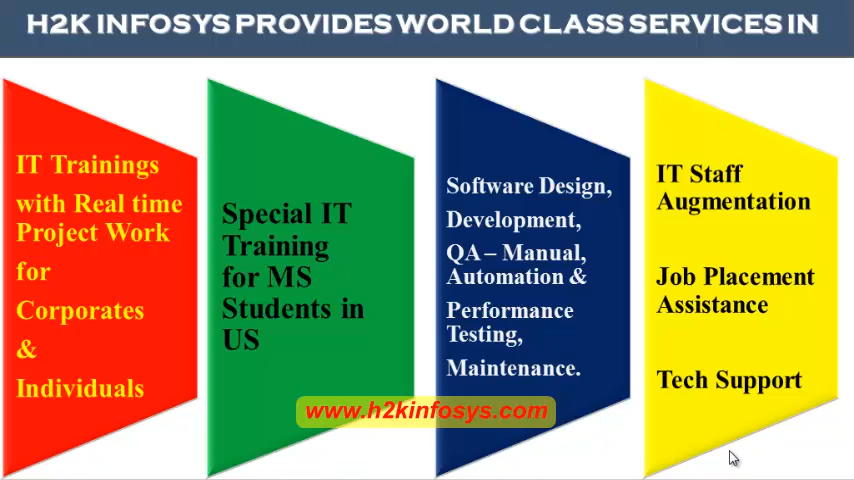 H2K INFOSYS PROVIDES WORLD CLASS SERVICES IN
IT Trainings
with Real time
Project Work
for
Corporates
&
Individuals
Special IT
Training
for MS
Students in
US
Software Design,
Development,
QA – Manual,
Automation &
Performance
Testing,
Maintenance.
IT Staff
Augmentation
Job Placement
Assistance
Tech Support
www.h2kinfosys.com